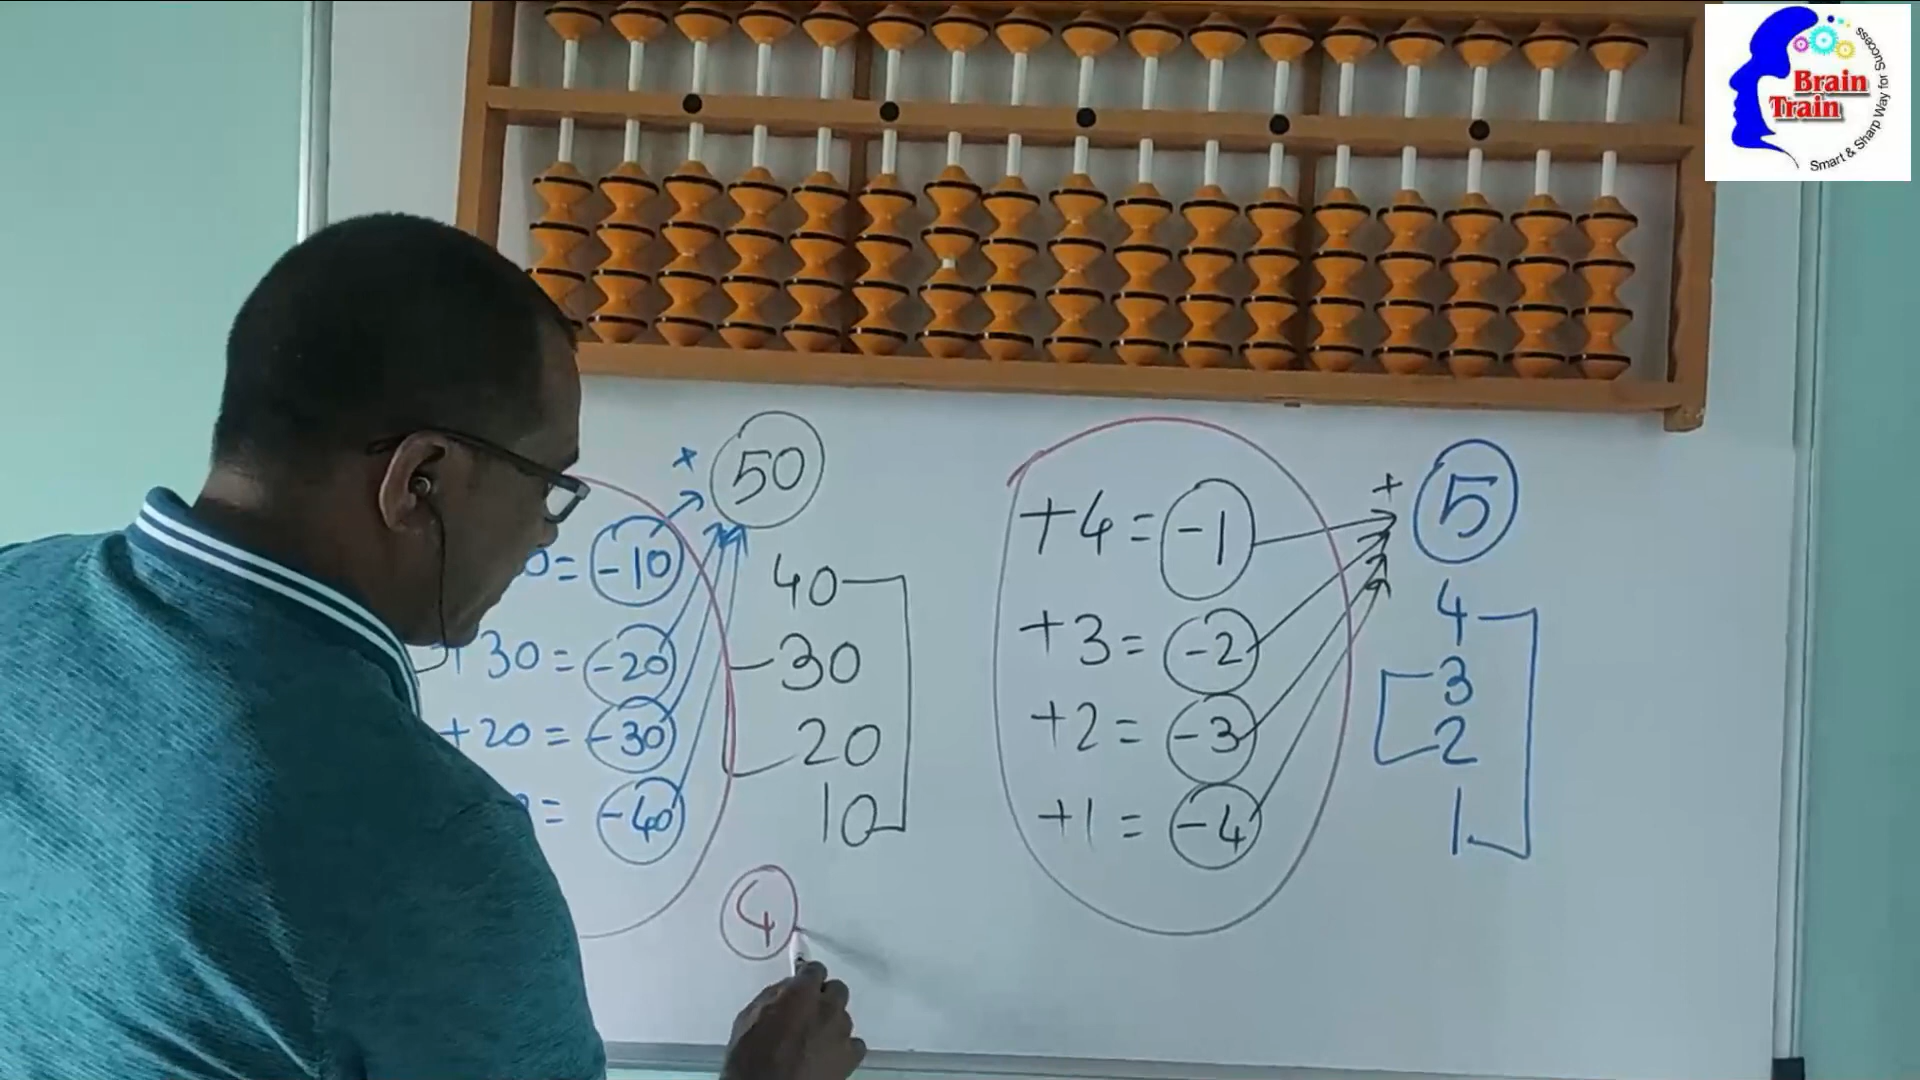 Brain
Train
Smart & Sharp Way for Success
+ 50
0 = -10
+30 = -20
+20 = -30
= -40
40
30
20
10
4
+4 = -1
+3 = -2
+2 = -3
+1 = -4
+ 5
4
3
2
1